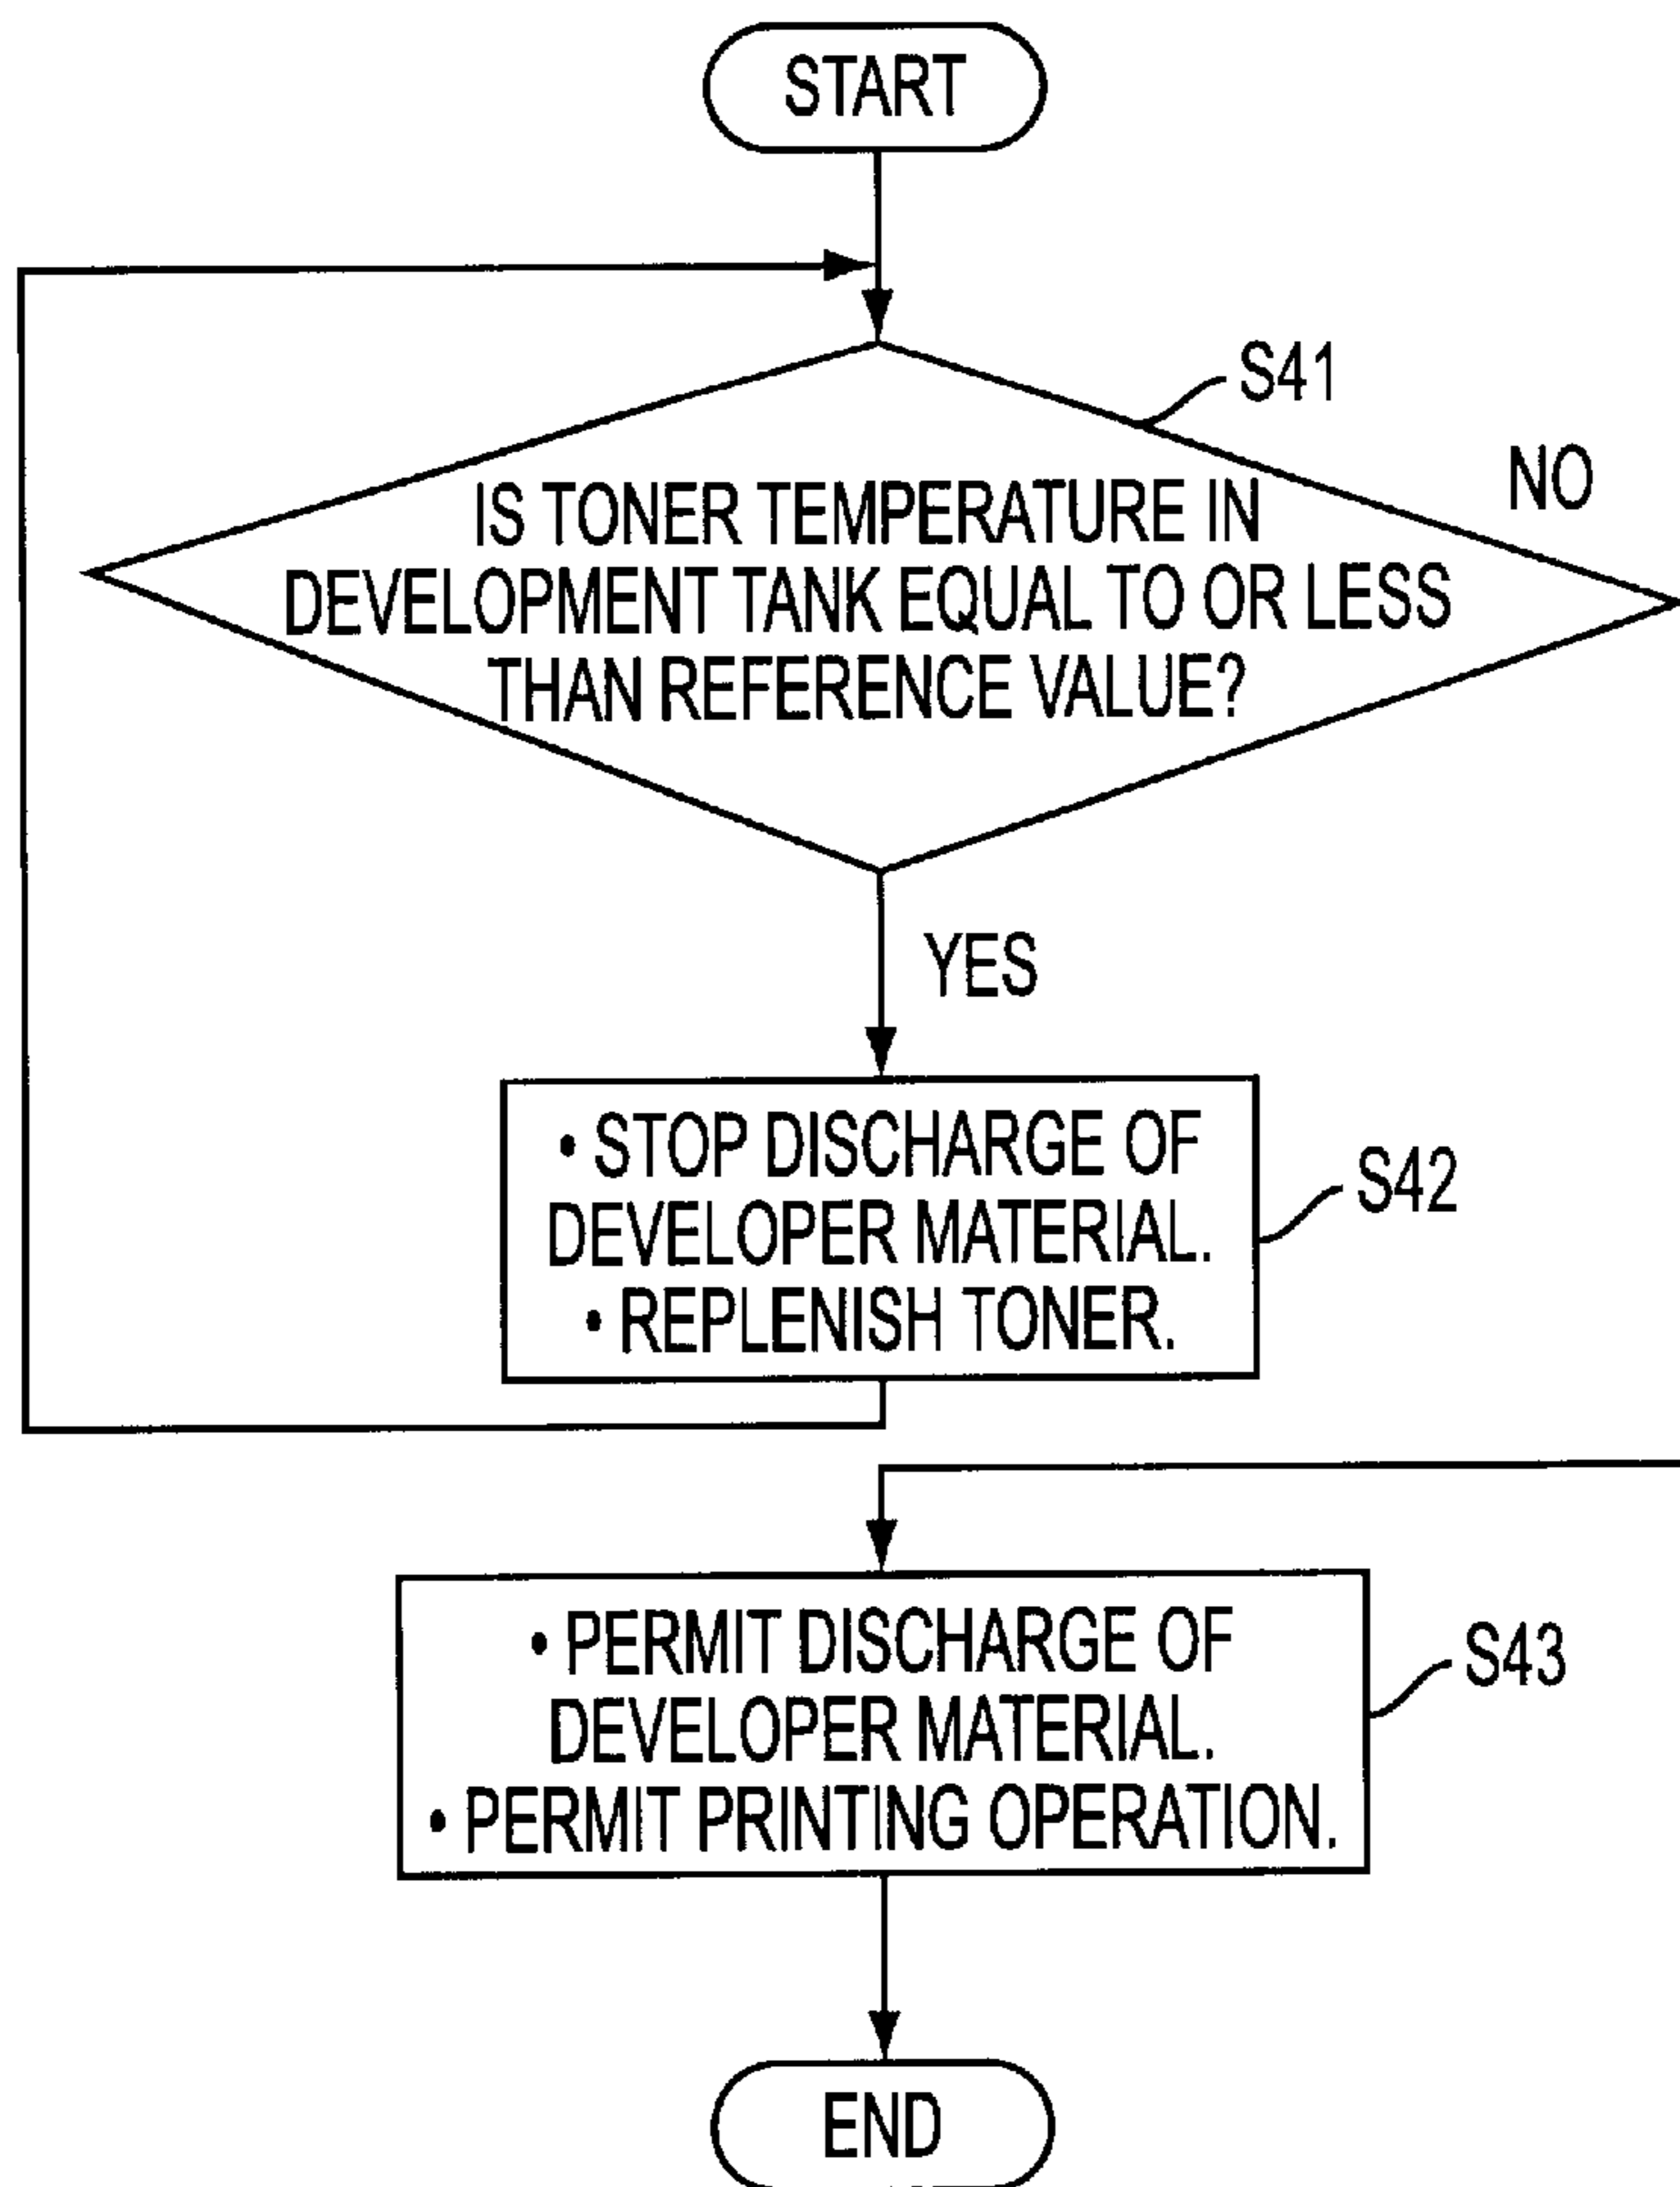 START
S41
NO
IS TONER TEMPERATURE IN
DEVELOPMENT TANK EQUAL TO OR LESS
THAN REFERENCE VALUE?
YES
• STOP DISCHARGE OF
DEVELOPER MATERIAL.
• REPLENISH TONER.
S42
• PERMIT DISCHARGE OF
DEVELOPER MATERIAL.
• PERMIT PRINTING OPERATION.
S43
END